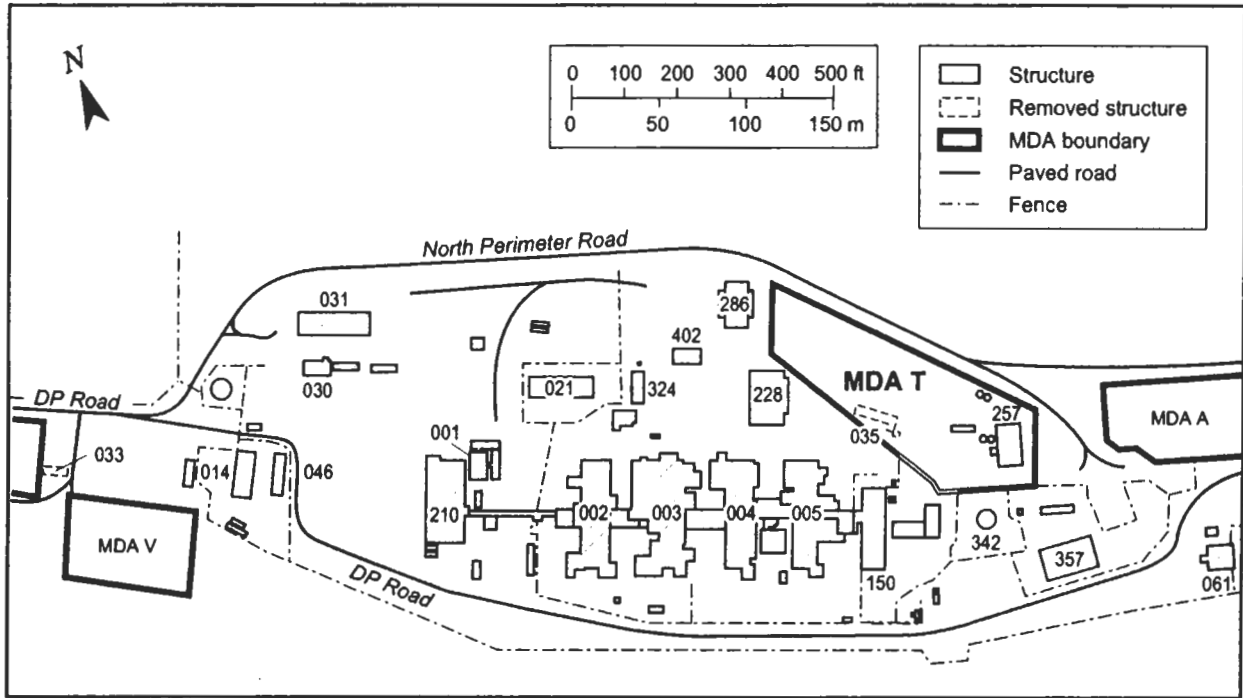 N
0 100 200 300 400 500 ft
0 50 100 150 m
Structure
Removed structure
MDA boundary
Paved road
Fence
North Perimeter Road
031
286
402
030
021
324
228
MDA T
DP Road
001
035
257
MDA A
033
014
046
210
002
003
004
005
MDA V
342
357
DP Road
150
061